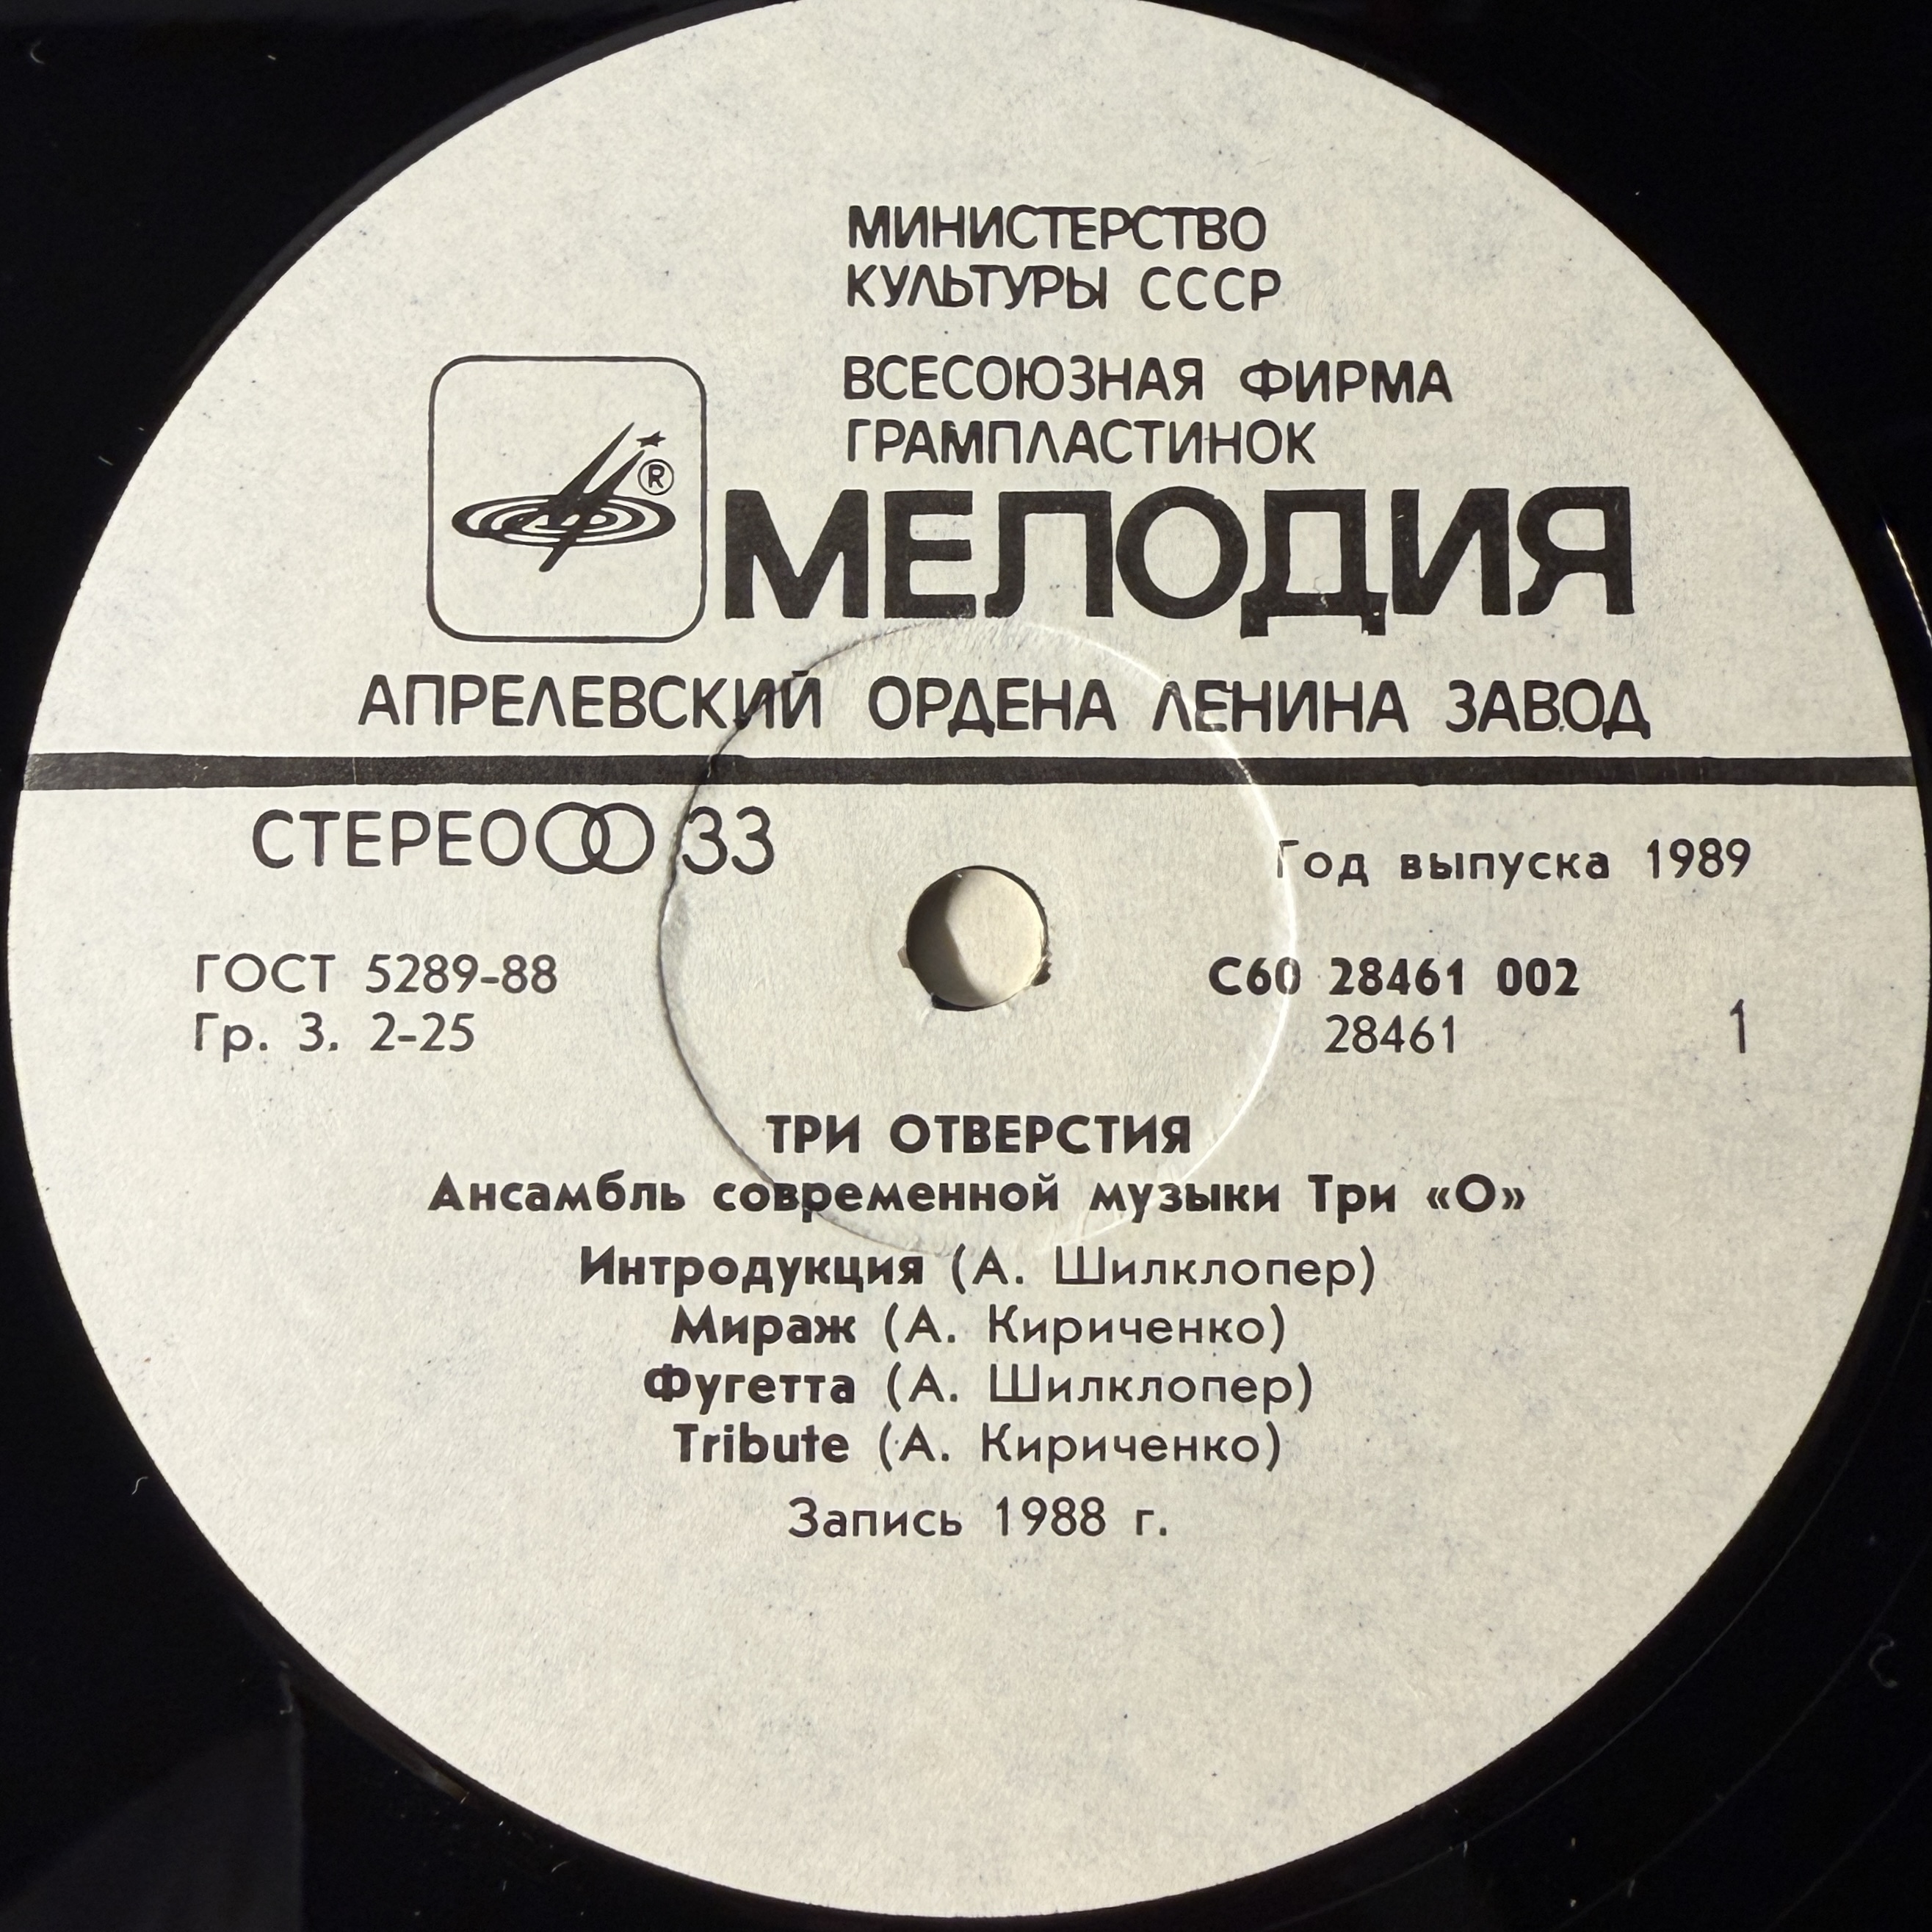 МИНИСТЕРСТВО
КУЛЬТУРЫ СССР
ВСЕСОЮЗНАЯ ФИРМА
ГРАМПЛАСТИНОК
®
МЕЛОДИЯ
АПРЕЛЕВСКИЙ ОРДЕНА ЛЕНИНА ЗАВОД
СТЕРЕО 33
Год выпуска 1989
ГОСТ 5289-88
Гр. 3. 2-25
С60 28461 002
28461
1
ТРИ ОТВЕРСТИЯ
Ансамбль современной музыки Три «О»
Интродукция (А. Шилклопер)
Мираж (А. Кириченко)
Фугетта (А. Шилклопер)
Tribute (А. Кириченко)
Запись 1988 г.